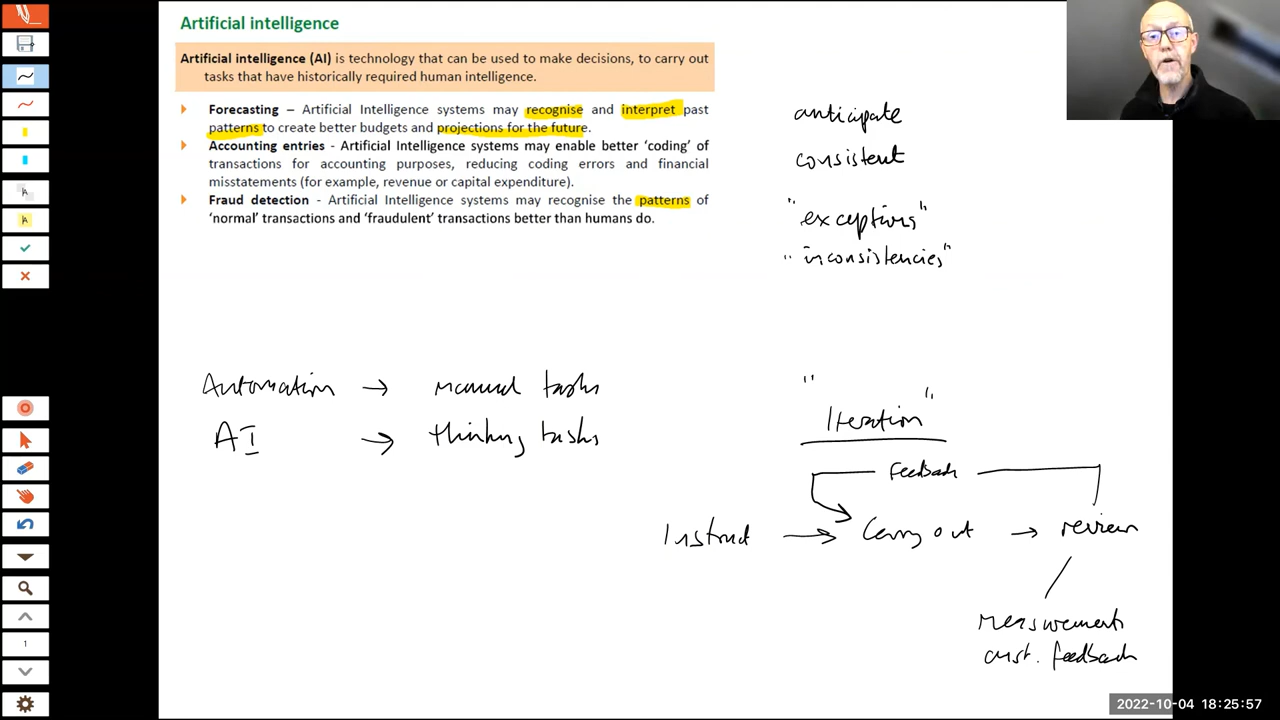 Artificial intelligence
Artificial intelligence (AI) is technology that can be used to make decisions, to carry out
tasks that have historically required human intelligence.
Forecasting – Artificial Intelligence systems may recognise and interpret past
patterns to create better budgets and projections for the future.
Accounting entries - Artificial Intelligence systems may enable better 'coding' of
transactions for accounting purposes, reducing coding errors and financial
misstatements (for example, revenue or capital expenditure).
Fraud detection - Artificial Intelligence systems may recognise the patterns of
'normal' transactions and 'fraudulent' transactions better than humans do.
anticipate
consistent
"exceptions"
"inconsistencies"
Automation → manual tasks
AI → thinking tasks
"Iteration"
Feedback
Instruct → Carry out → review
measurements
cust. feedback
1
2022-10-04 18:25:57